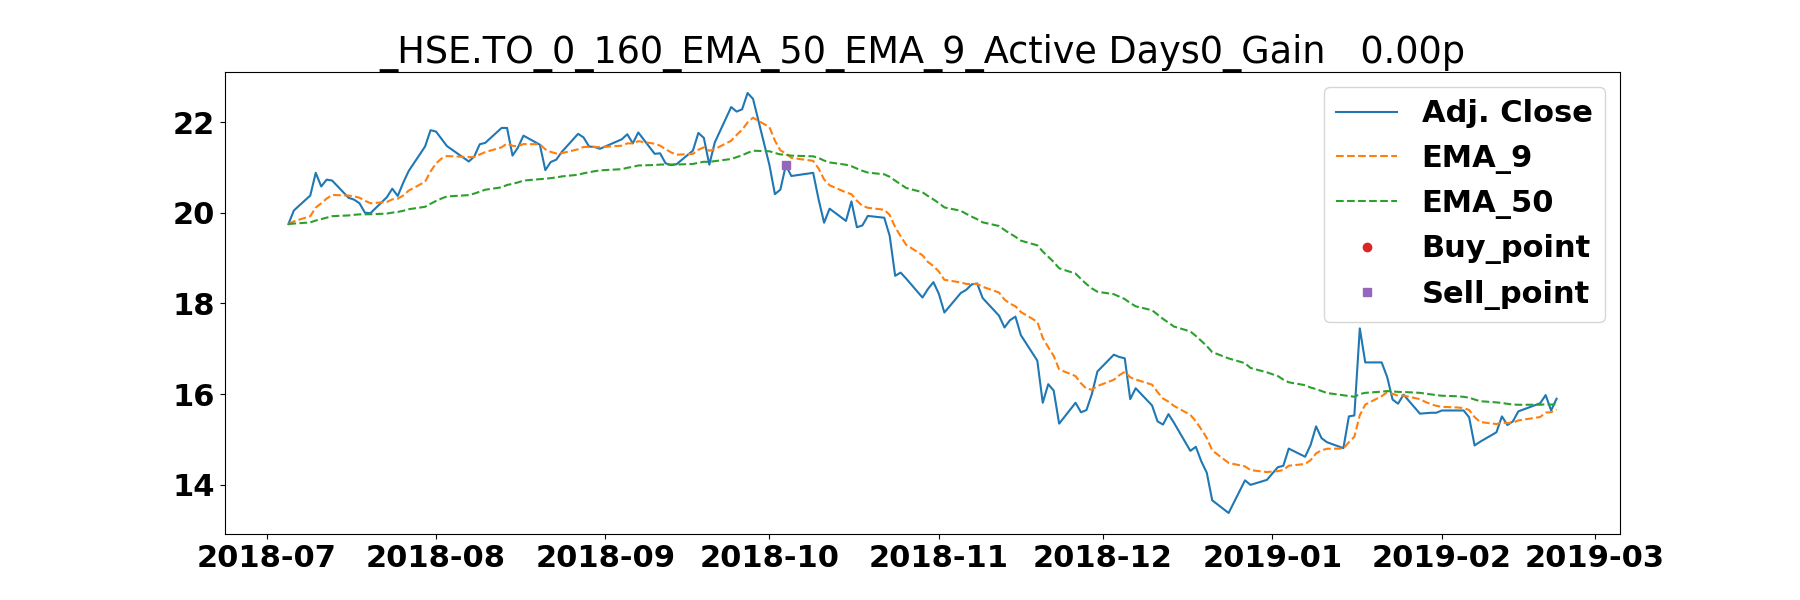 _HSE.TO_0_160_EMA_50_EMA_9_Active Days0_Gain   0.00p
Adj. Close
EMA_9
EMA_50
Buy_point
Sell_point
22
20
18
16
14
2018-07 2018-08 2018-09 2018-10 2018-11 2018-12 2019-01 2019-02 2019-03